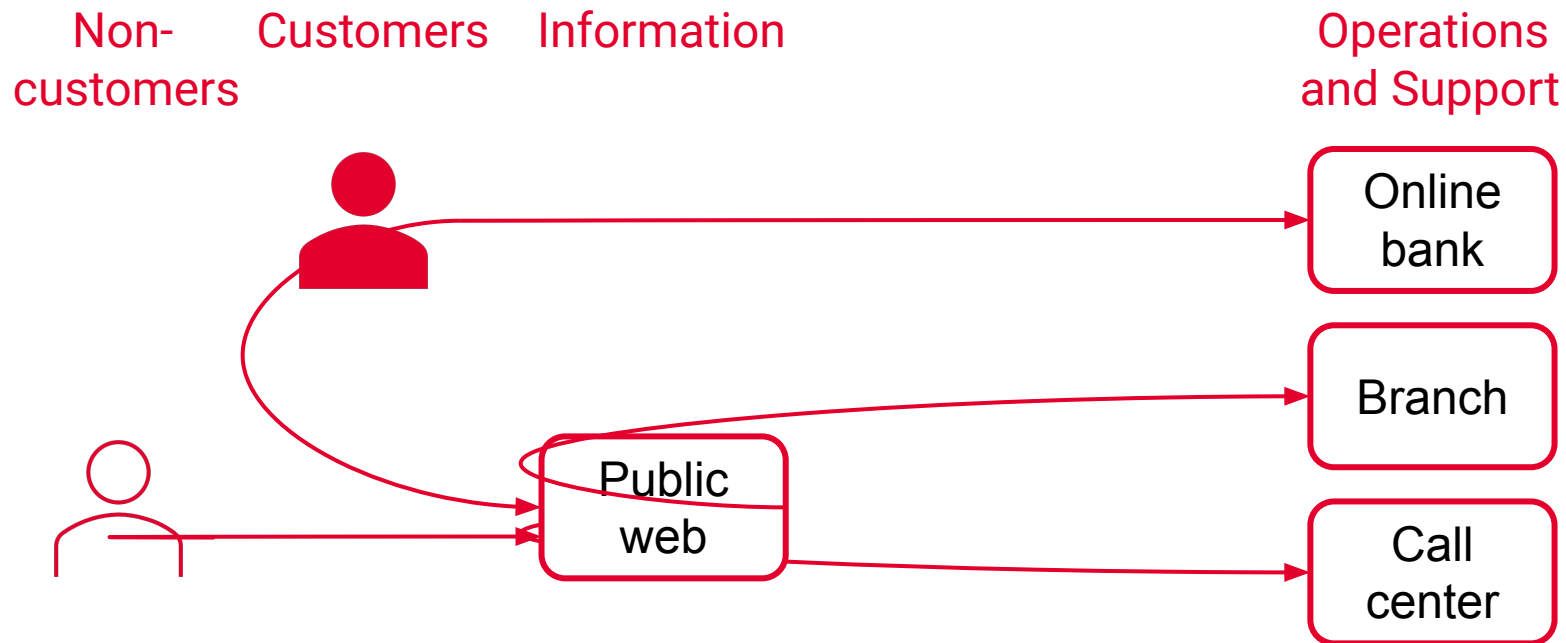 Non-
customers
Customers
Information
Operations
and Support
Online
bank
Branch
Public
web
Call
center